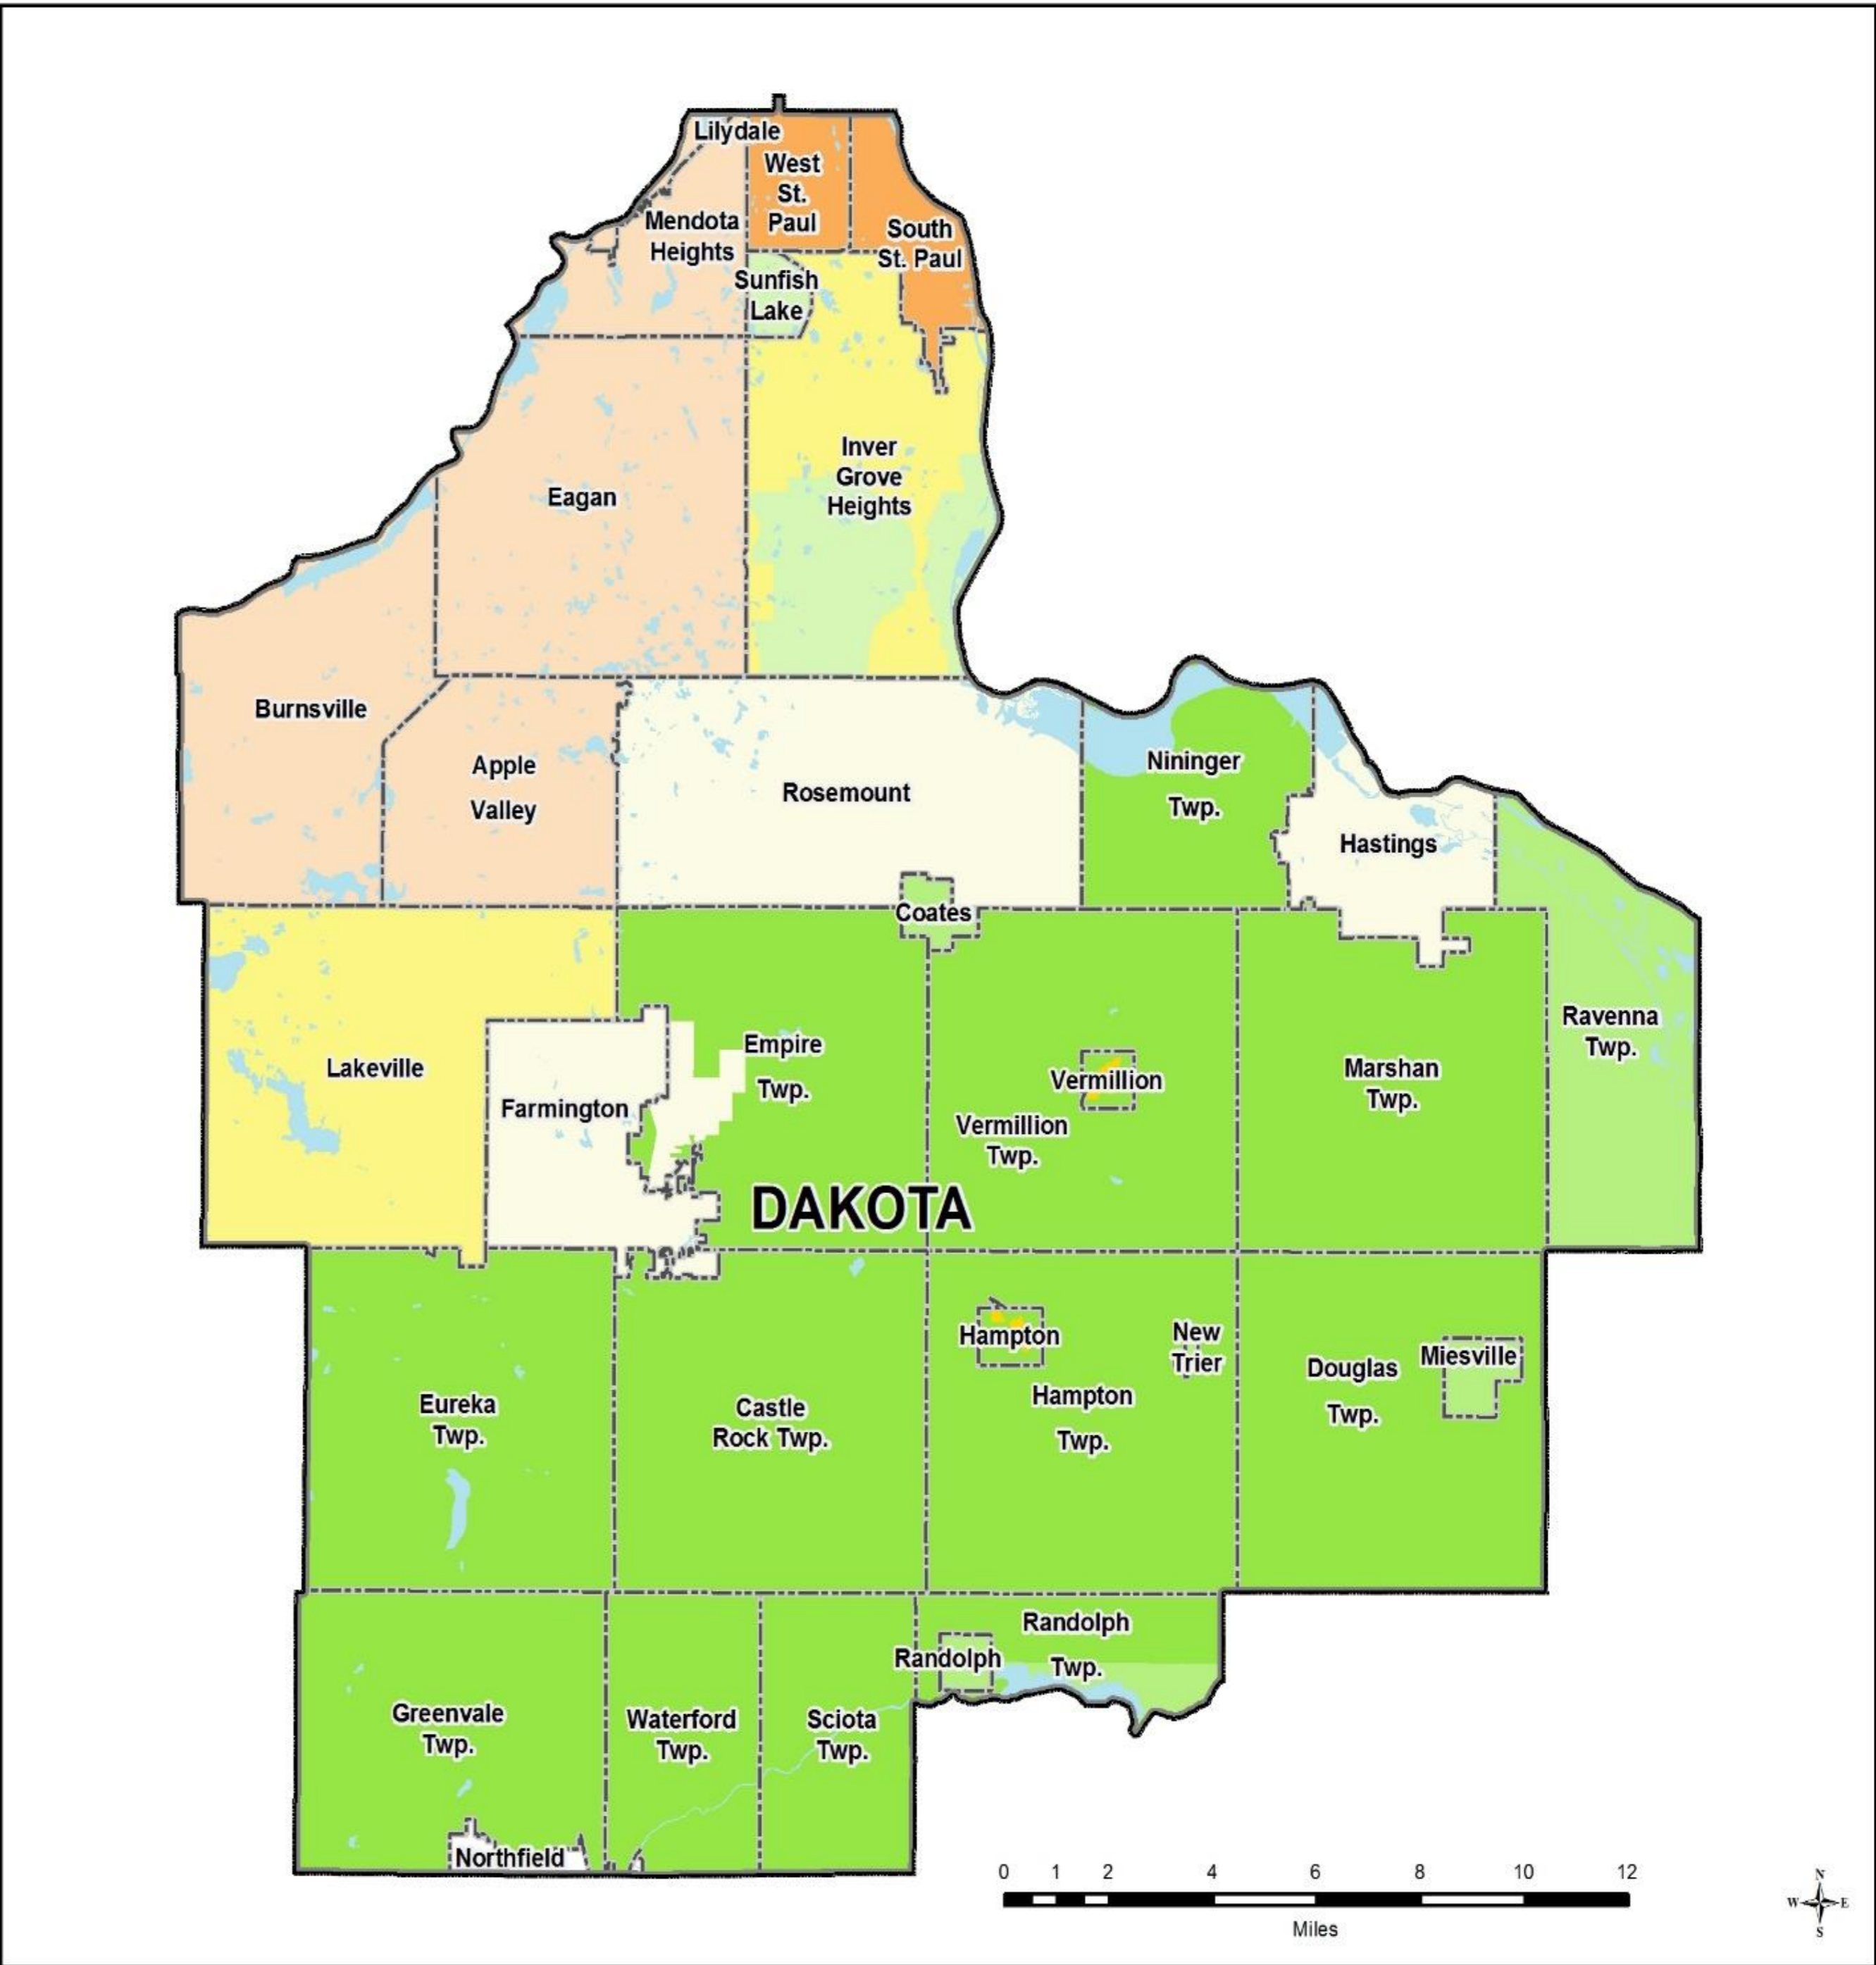 Lilydale
West
St.
Paul
Mendota
Heights
South
St. Paul
Sunfish
Lake
Inver
Grove
Heights
Eagan
Burnsville
Apple
Valley
Rosemount
Nininger
Twp.
Hastings
Coates
Ravenna
Twp.
Lakeville
Farmington
Empire
Twp.
Vermillion
Vermillion
Twp.
Marshan
Twp.
DAKOTA
Hampton
New
Trier
Hampton
Twp.
Douglas
Twp.
Miesville
Eureka
Twp.
Castle
Rock Twp.
Randolph
Twp.
Randolph
Greenvale
Twp.
Waterford
Twp.
Sciota
Twp.
Northfield
0 1 2 4 6 8 10 12
Miles
N
W E
S